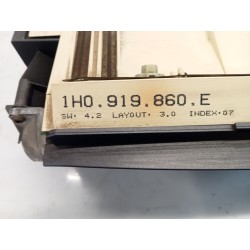 1H0.919.860.E
SW: 4.2 LAYOUT: 3.0 INDEX:07